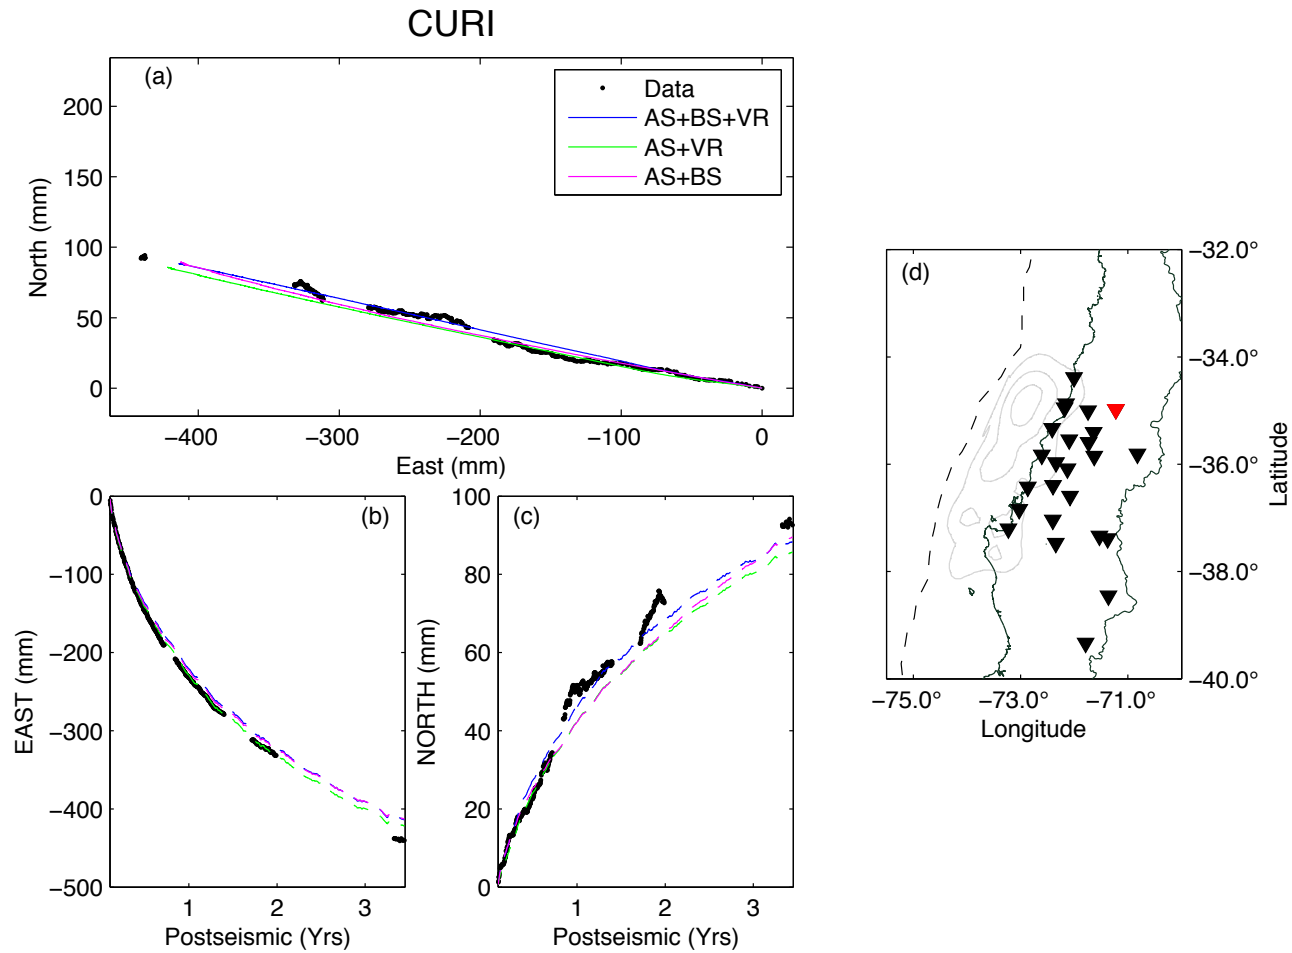 CURI
(a)
Data
AS+BS+VR
AS+VR
AS+BS
200
150
100
50
0
North (mm)
−400 −300 −200 −100 0
East (mm)
(b)
0
−100
−200
−300
−400
−500
EAST (mm)
1 2 3
Postseismic (Yrs)
(c)
100
80
60
40
20
0
NORTH (mm)
1 2 3
Postseismic (Yrs)
(d)
−32.0°
−34.0°
−36.0°
−38.0°
−40.0°
Latitude
−75.0° −73.0° −71.0°
Longitude